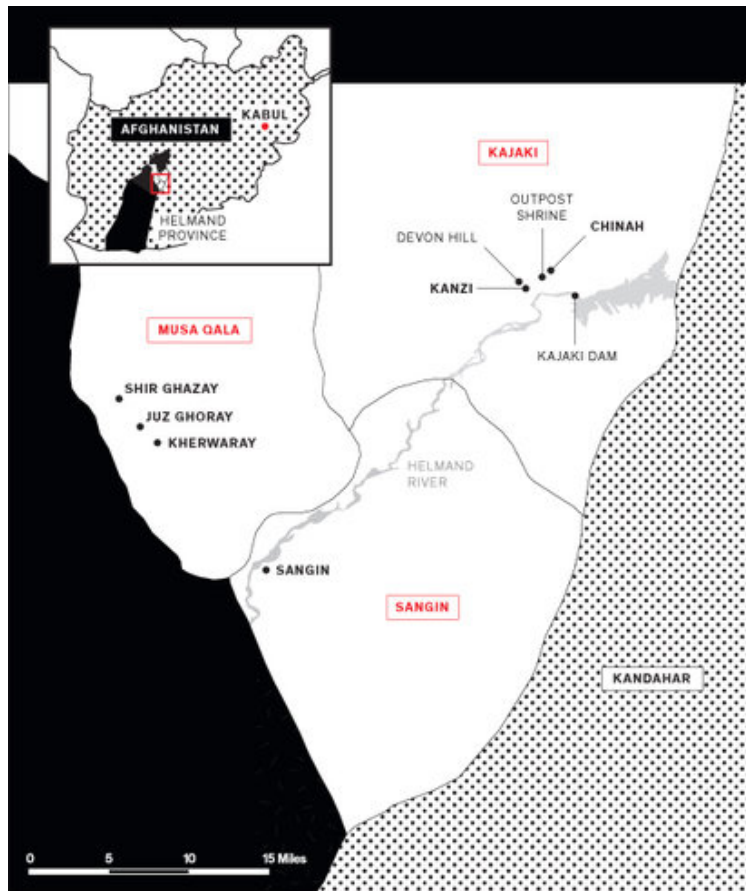 KABUL
AFGHANISTAN
HELMAND
PROVINCE
KAJAKI
OUTPOST
SHRINE
CHINAH
DEVON HILL
KANZI
KAJAKI DAM
MUSA QALA
SHIR GHAZAY
JUZ GHORAY
KHERWARAY
HELMAND
RIVER
SANGIN
SANGIN
KANDAHAR
0 5 10 15 Miles